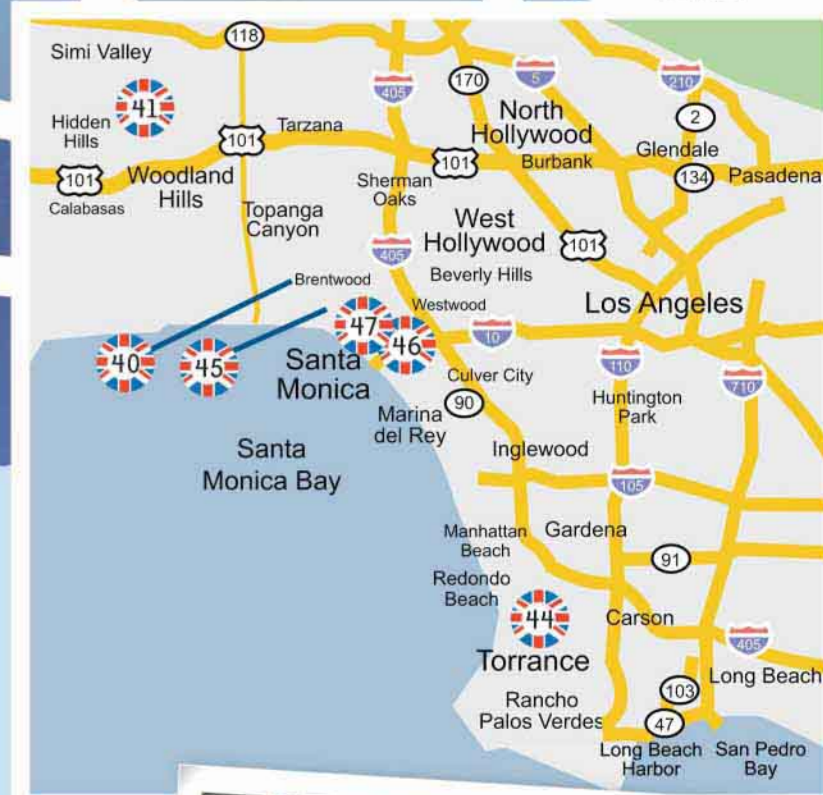 118
Simi Valley
405
170
5
210
41
North
Hollywood
2
Hidden
Hills
101
Tarzana
Glendale
101
Burbank
134
Pasadena
101
Woodland
Hills
Sherman
Oaks
Calabasas
Topanga
Canyon
West
Hollywood
101
405
Beverly Hills
Brentwood
Westwood
Los Angeles
47
46
10
40
45
Santa
Monica
110
Culver City
710
90
Huntington
Park
Marina
del Rey
Santa
Monica Bay
Inglewood
105
Manhattan
Beach
Gardena
91
Redondo
Beach
44
Carson
405
Torrance
Long Beach
103
Rancho
Palos Verdes
47
Long Beach
Harbor
San Pedro
Bay